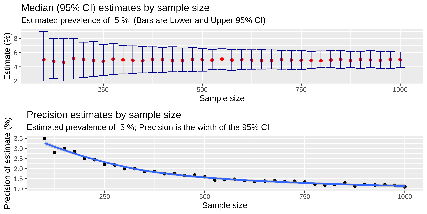 Median (95% CI) estimates by sample size
Estimated prevalence of 5 %. (Bars are Lower and Upper 95% CI)
Estimate (%)
8
6
4
2
250
500
750
1000
Sample size
Precision estimates by sample size
Estimated prevalence of 5 %; Precision is the width of the 95% CI
Precision of estimate (%)
3.5
3.0
2.5
2.0
1.5
1.0
250
500
750
1000
Sample size